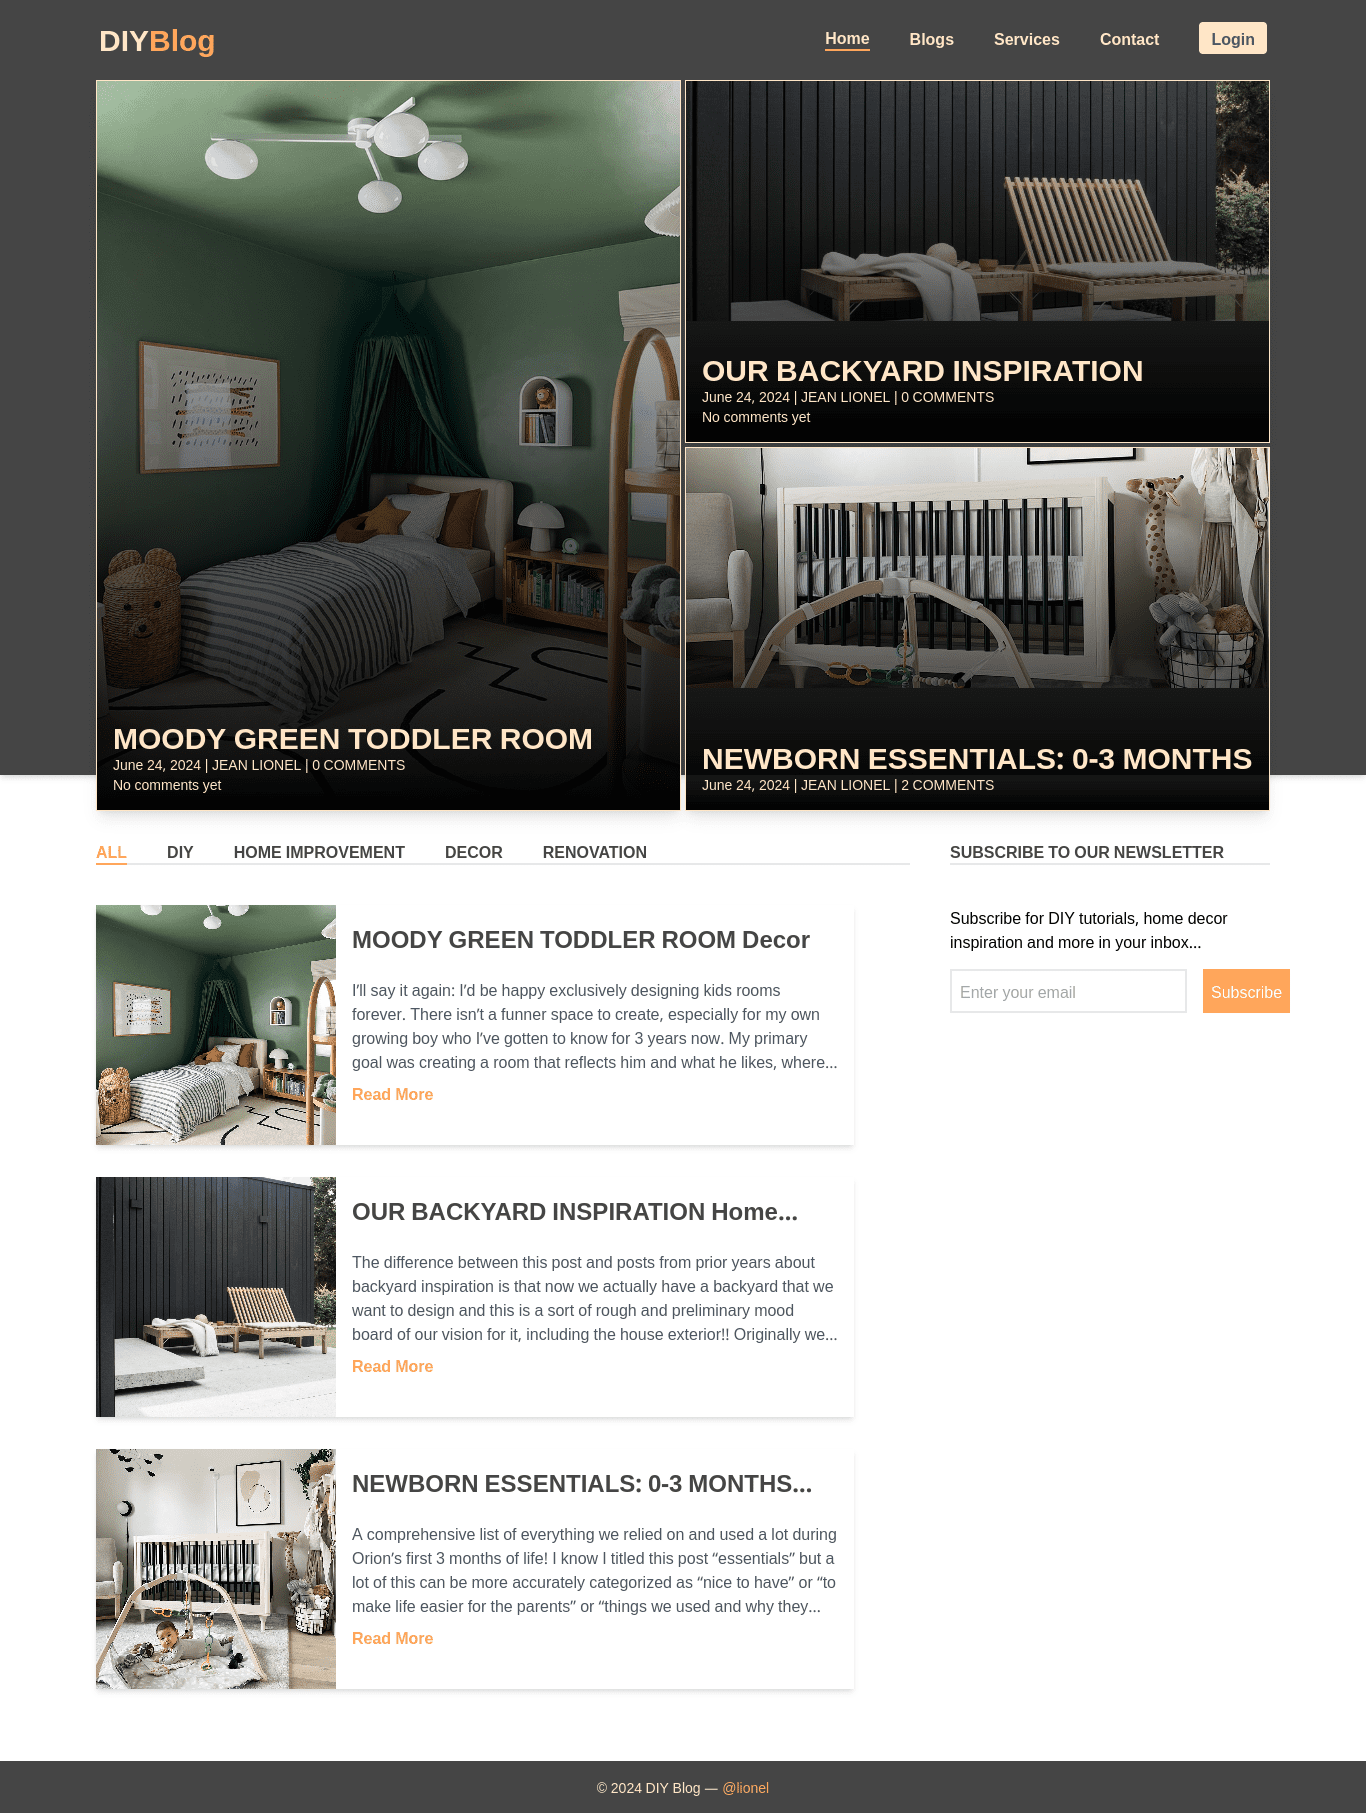 DIYBlog
Home
Blogs
Services
Contact
Login
MOODY GREEN TODDLER ROOM
June 24, 2024 | JEAN LIONEL | 0 COMMENTS
No comments yet
OUR BACKYARD INSPIRATION
June 24, 2024 | JEAN LIONEL | 0 COMMENTS
No comments yet
NEWBORN ESSENTIALS: 0-3 MONTHS
June 24, 2024 | JEAN LIONEL | 2 COMMENTS
ALL
DIY
HOME IMPROVEMENT
DECOR
RENOVATION
MOODY GREEN TODDLER ROOM Decor
I'll say it again: I'd be happy exclusively designing kids rooms
forever. There isn't a funner space to create, especially for my own
growing boy who I've gotten to know for 3 years now. My primary
goal was creating a room that reflects him and what he likes, where...
Read More
OUR BACKYARD INSPIRATION Home...
The difference between this post and posts from prior years about
backyard inspiration is that now we actually have a backyard that we
want to design and this is a sort of rough and preliminary mood
board of our vision for it, including the house exterior!! Originally we...
Read More
NEWBORN ESSENTIALS: 0-3 MONTHS...
A comprehensive list of everything we relied on and used a lot during
Orion's first 3 months of life! I know I titled this post “essentials” but a
lot of this can be more accurately categorized as “nice to have” or “to
make life easier for the parents” or “things we used and why they...
Read More
SUBSCRIBE TO OUR NEWSLETTER
Subscribe for DIY tutorials, home decor
inspiration and more in your inbox...
Enter your email
Subscribe
© 2024 DIY Blog — @lionel